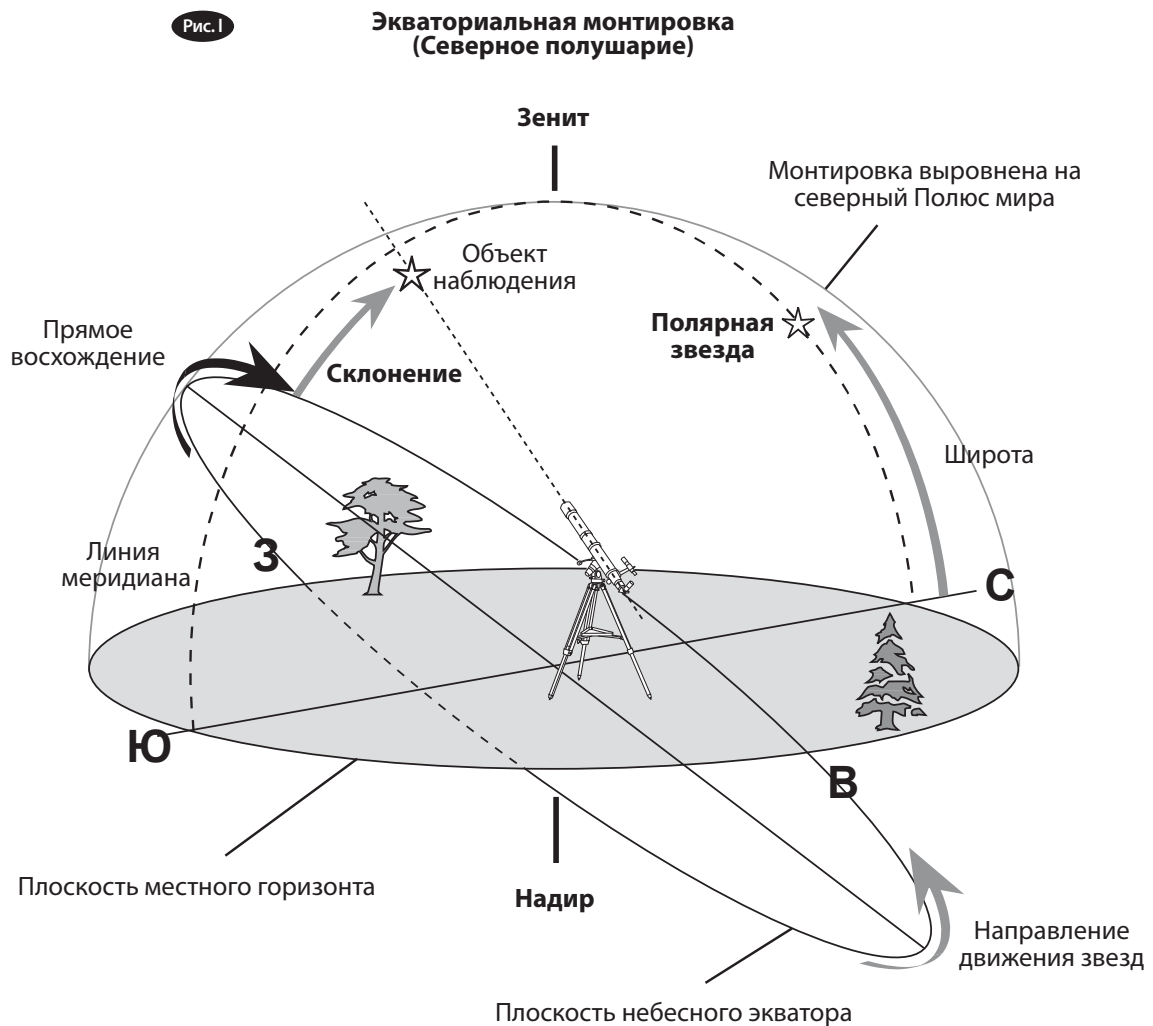 Рис. I
Экваториальная монтировка
(Северное полушарие)
Зенит
Монтировка выровнена на
северный Полюс мира
Объект
наблюдения
Полярная
звезда
Прямое
восхождение
Склонение
Широта
Линия
меридиана
З
С
Ю
В
Плоскость местного горизонта
Надир
Направление
движения звезд
Плоскость небесного экватора